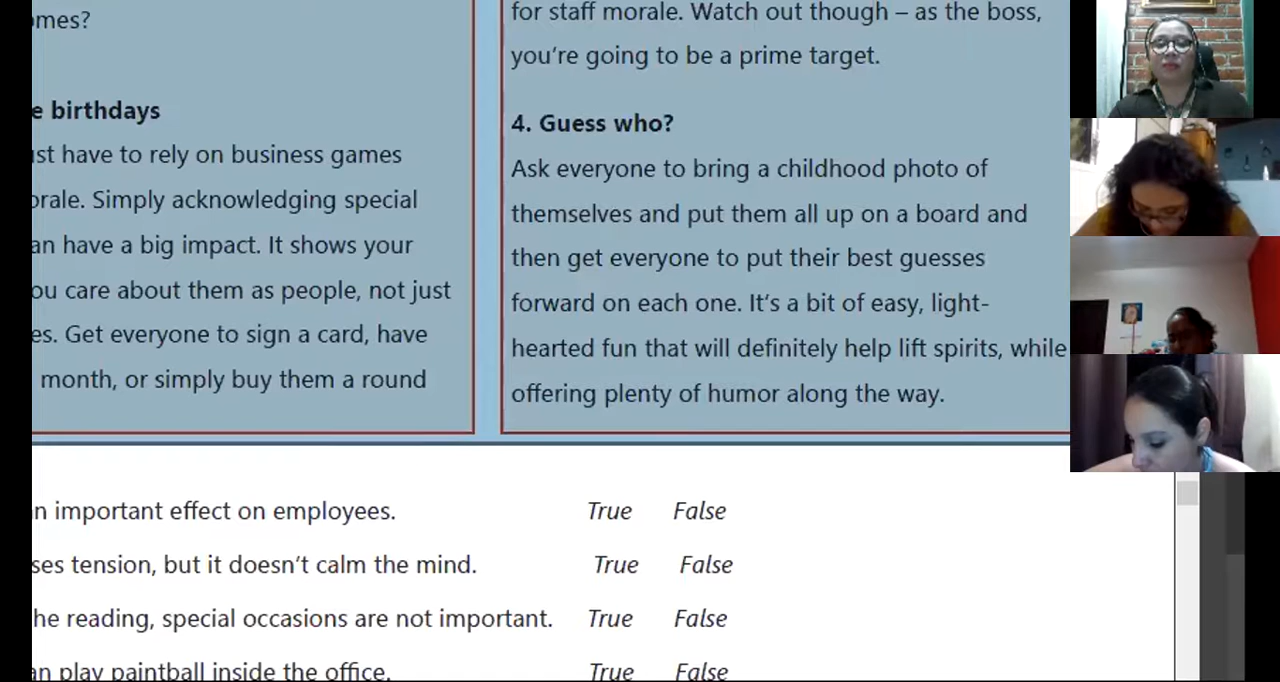 omes?
e birthdays
ust have to rely on business games
orale. Simply acknowledging special
an have a big impact. It shows your
ou care about them as people, not just
es. Get everyone to sign a card, have
month, or simply buy them a round
for staff morale. Watch out though – as the boss,
you're going to be a prime target.
4. Guess who?
Ask everyone to bring a childhood photo of
themselves and put them all up on a board and
then get everyone to put their best guesses
forward on each one. It's a bit of easy, light-
hearted fun that will definitely help lift spirits, while
offering plenty of humor along the way.
n important effect on employees. True False
ses tension, but it doesn't calm the mind. True False
he reading, special occasions are not important. True False
an play paintball inside the office. True False